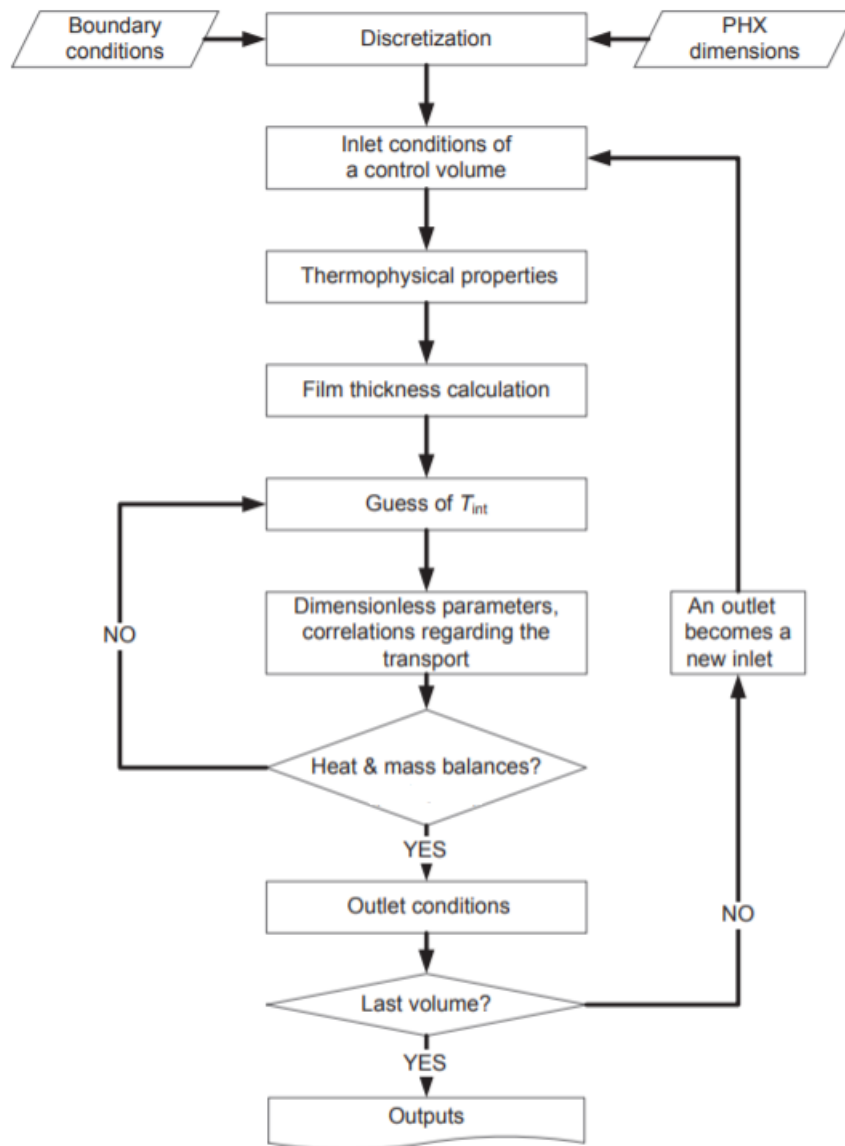 Boundary
conditions
Discretization
PHX
dimensions
Inlet conditions of
a control volume
Thermophysical properties
Film thickness calculation
Guess of Tint
Dimensionless parameters,
correlations regarding the
transport
NO
An outlet
becomes a
new inlet
Heat & mass balances?
YES
Outlet conditions
NO
Last volume?
YES
Outputs